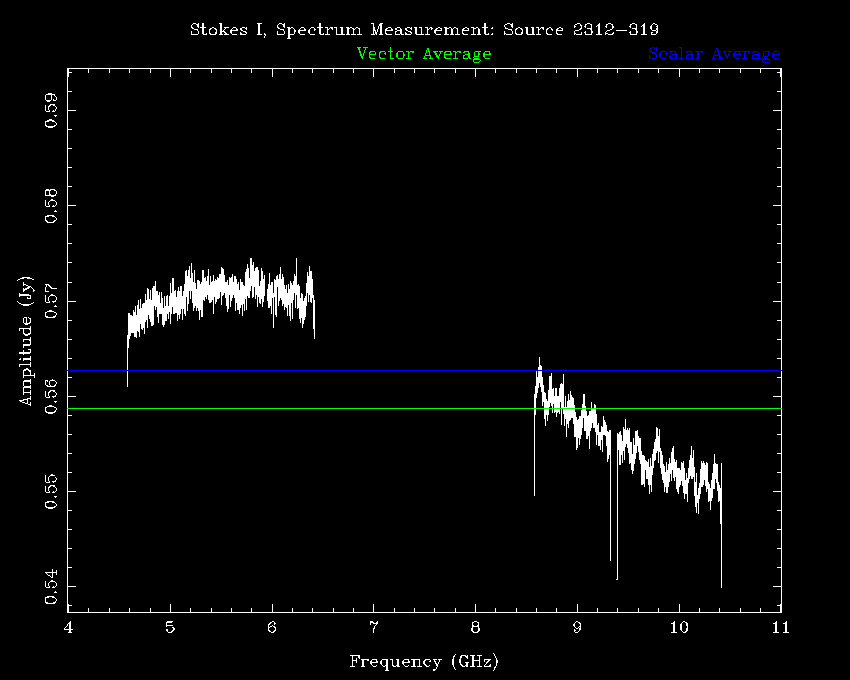 Stokes I, Spectrum Measurement: Source 2312−319
Vector Average Scalar Average
0.59
0.58
0.57
0.56
0.55
0.54
Amplitude (Jy)
4 5 6 7 8 9 10 11
Frequency (GHz)